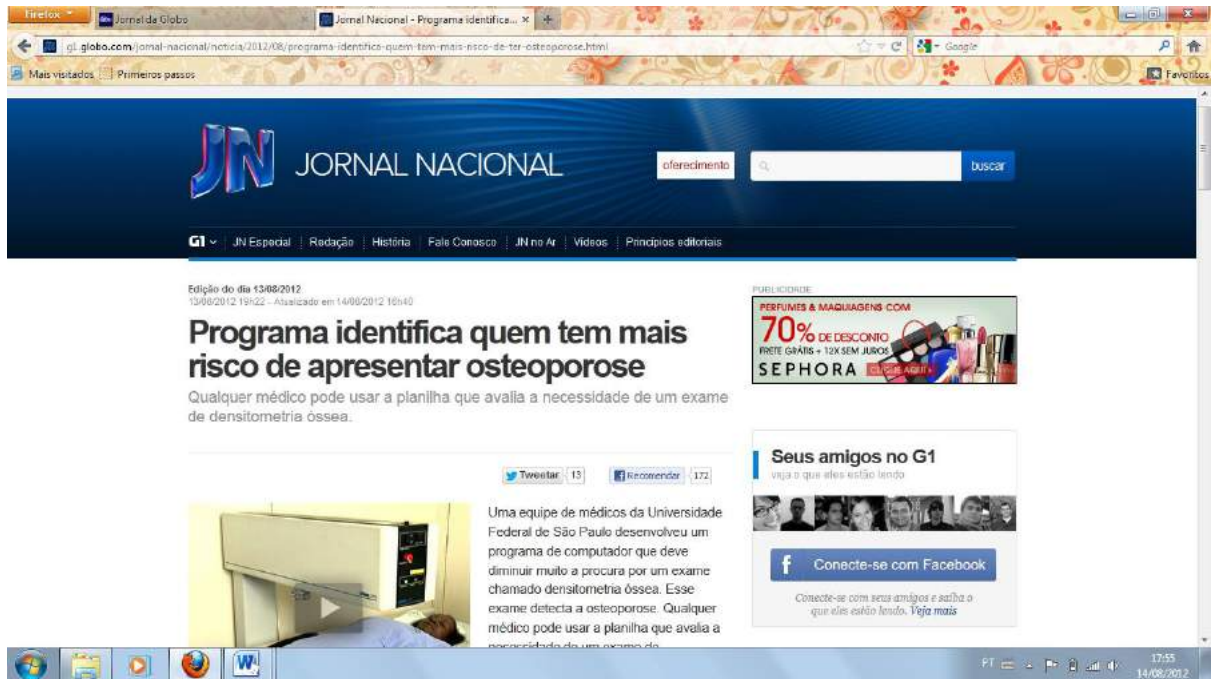 Firefox
Jornal da Globo
Jornal Nacional - Programa identifica...
g1.globo.com/jornal-nacional/noticia/2012/08/programa-identifica-quem-tem-mais-risco-de-ter-osteoporose.html
Google
Mais visitados
Primeiros passos
Favoritos
JN JORNAL NACIONAL
oferecimento
buscar
G1
JN Especial
Redação
História
Fale Conosco
JN no Ar
Vídeos
Princípios editoriais
Edição do dia 13/08/2012
13/08/2012 19h22 - Atualizado em 14/08/2012 16h40
Programa identifica quem tem mais
risco de apresentar osteoporose
Qualquer médico pode usar a planilha que avalia a necessidade de um exame
de densitometria óssea.
Tweetar 13
Recomendar 172
Uma equipe de médicos da Universidade
Federal de São Paulo desenvolveu um
programa de computador que deve
diminuir muito a procura por um exame
chamado densitometria óssea. Esse
exame detecta a osteoporose. Qualquer
médico pode usar a planilha que avalia a
necessidade de um exame de
PUBLICIDADE
PERFUMES & MAQUIAGENS COM
70% DE DESCONTO
FRETE GRÁTIS + 12X SEM JUROS
SEPHORA CLIQUE AQUI
Seus amigos no G1
veja o que eles estão lendo
f Conecte-se com Facebook
Conecte-se com seus amigos e saiba o
que eles estão lendo. Veja mais
W
PT
17:55
14/08/2012